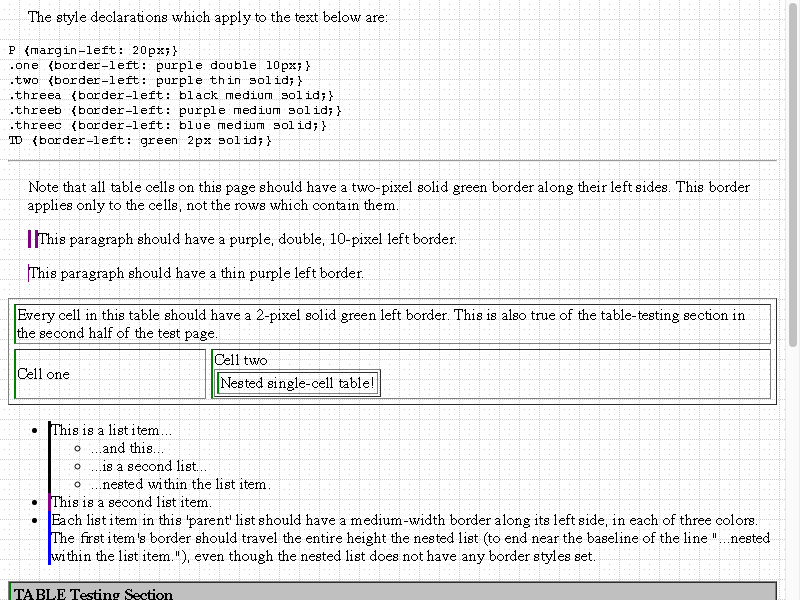 The style declarations which apply to the text below are:
P {margin-left: 20px;}
.one {border-left: purple double 10px;}
.two {border-left: purple thin solid;}
.threea {border-left: black medium solid;}
.threeb {border-left: purple medium solid;}
.threec {border-left: blue medium solid;}
TD {border-left: green 2px solid;}
Note that all table cells on this page should have a two-pixel solid green border along their left sides. This border
applies only to the cells, not the rows which contain them.
This paragraph should have a purple, double, 10-pixel left border.
This paragraph should have a thin purple left border.
Every cell in this table should have a 2-pixel solid green left border. This is also true of the table-testing section in
the second half of the test page.
Cell one
Cell two
Nested single-cell table!
This is a list item...
...and this...
...is a second list...
...nested within the list item.
This is a second list item.
Each list item in this 'parent' list should have a medium-width border along its left side, in each of three colors.
The first item's border should travel the entire height the nested list (to end near the baseline of the line "...nested
within the list item."), even though the nested list does not have any border styles set.
TABLE Testing Section